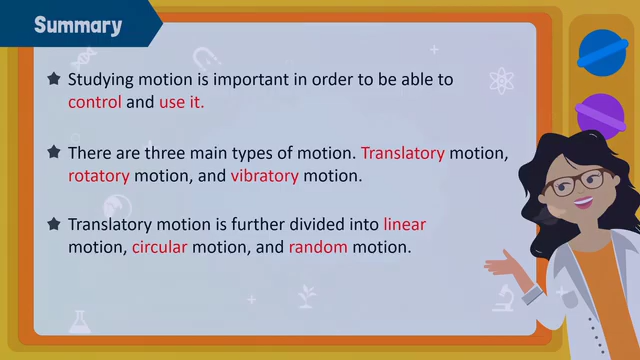 Summary
Studying motion is important in order to be able to
control and use it.
There are three main types of motion. Translatory motion,
rotatory motion, and vibratory motion.
Translatory motion is further divided into linear
motion, circular motion, and random motion.